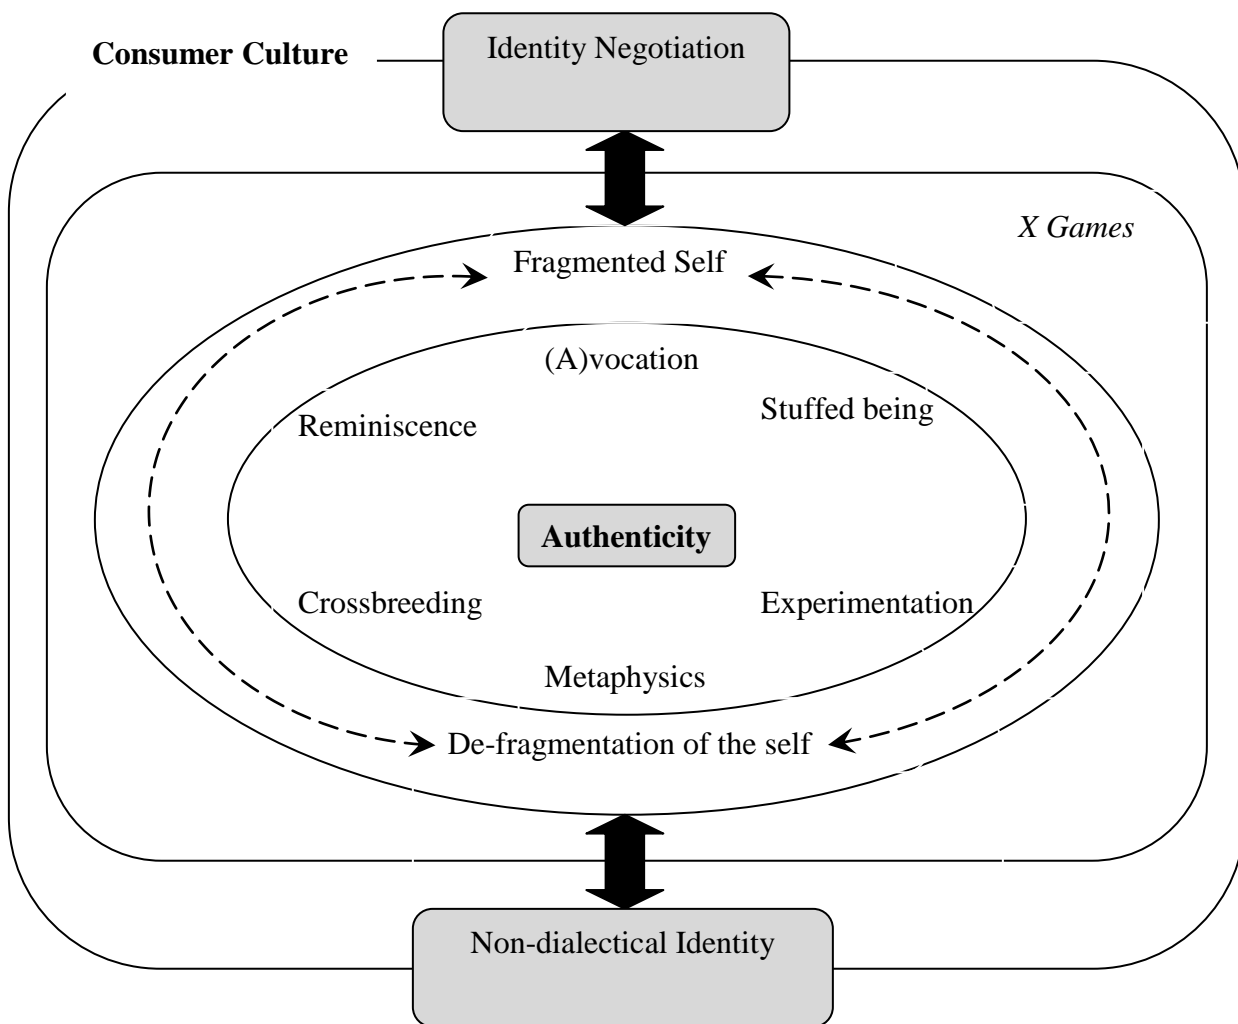 Identity Negotiation
Consumer Culture
X Games
Fragmented Self
(A)vocation
Stuffed being
Reminiscence
Authenticity
Crossbreeding
Experimentation
Metaphysics
De-fragmentation of the self
Non-dialectical Identity